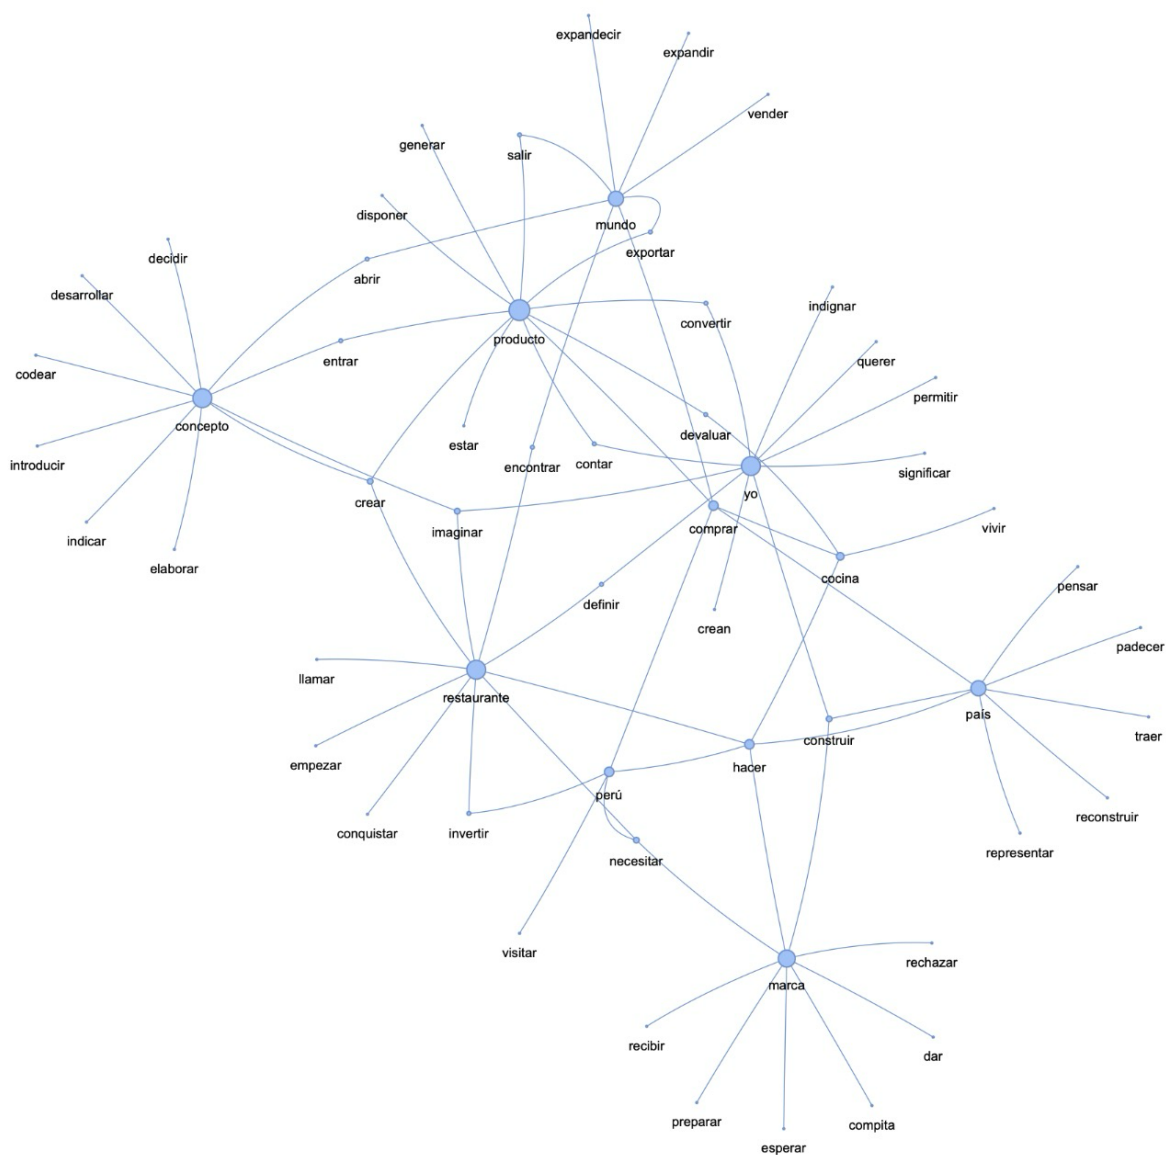 expandecir
expandir
vender
generar
salir
disponer
mundo
decidir
exportar
abrir
desarrollar
indignar
convertir
producto
entrar
querer
codear
permitir
concepto
devaluar
estar
introducir
encontrar
contar
significar
yo
crear
vivir
imaginar
comprar
indicar
elaborar
cocina
pensar
definir
crean
padecer
llamar
restaurante
país
traer
construir
empezar
hacer
perú
reconstruir
conquistar
invertir
representar
necesitar
visitar
rechazar
marca
recibir
dar
preparar
compita
esperar